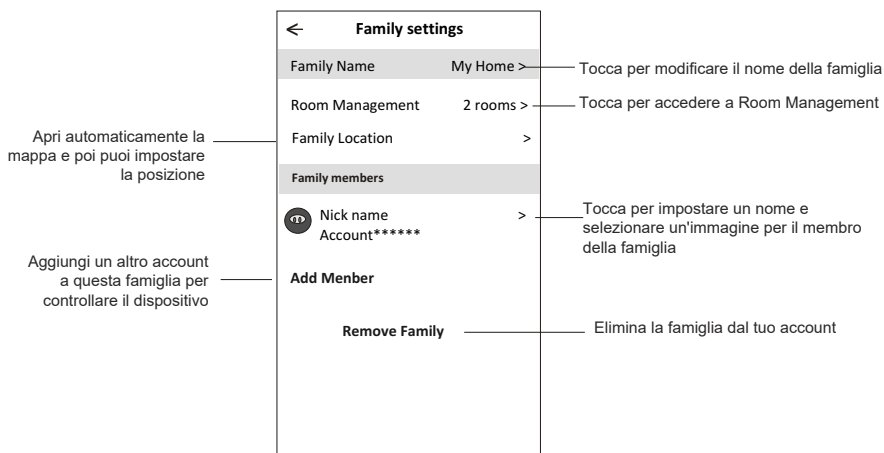 ← Family settings
Family Name My Home >
Tocca per modificare il nome della famiglia
Room Management 2 rooms >
Tocca per accedere a Room Management
Apri automaticamente la
mappa e poi puoi impostare
la posizione
Family Location >
Family members
Nick name >
Account******
Tocca per impostare un nome e
selezionare un'immagine per il membro
della famiglia
Aggiungi un altro account
a questa famiglia per
controllare il dispositivo
Add Menber
Remove Family
Elimina la famiglia dal tuo account